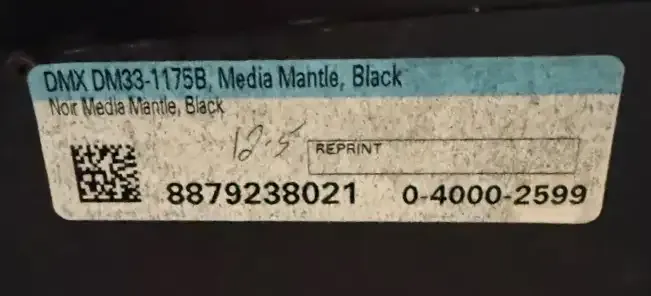 DMX DM33-1175B, Media Mantle, Black
Noir Media Mantle, Black
12-5
REPRINT
8879238021 0-4000-2599